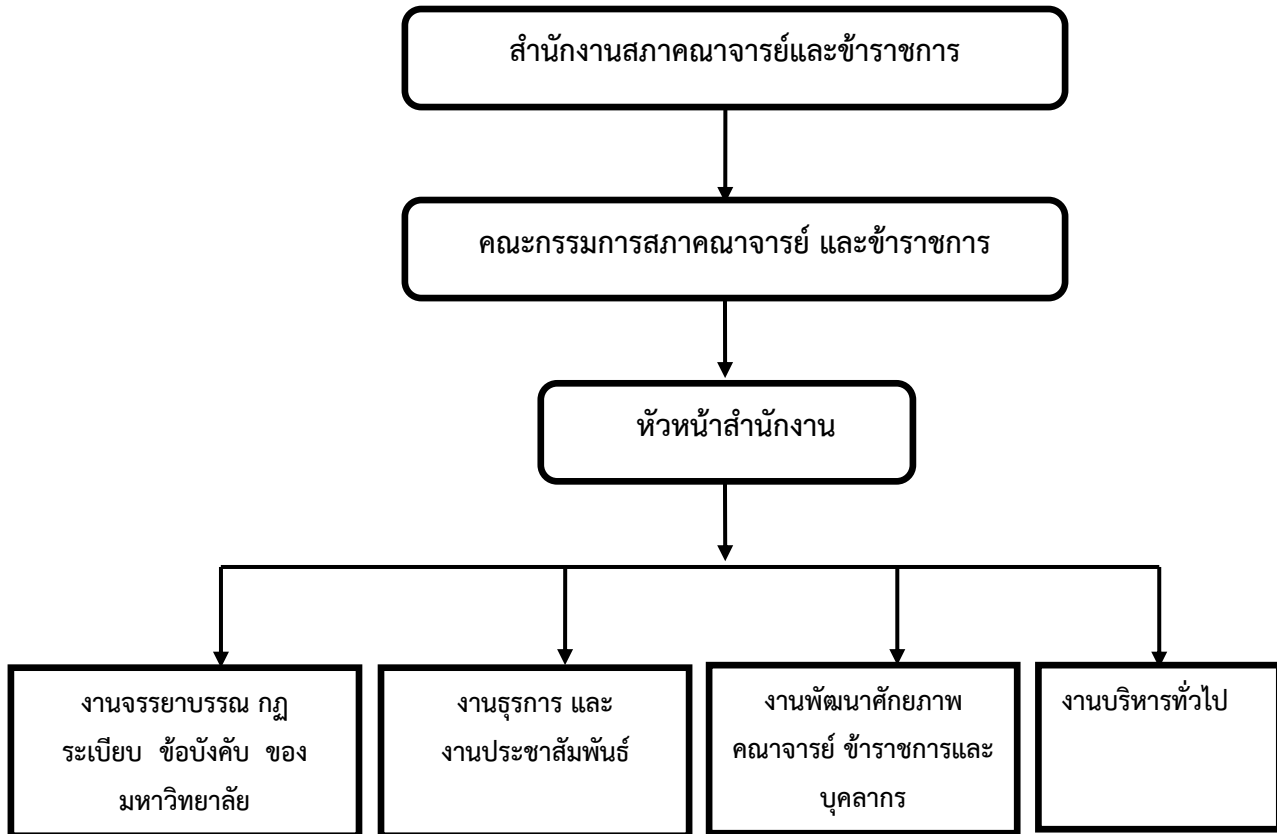 สำนักงานสภาคณาจารย์และข้าราชการ
คณะกรรมการสภาคณาจารย์ และข้าราชการ
หัวหน้าสำนักงาน
งานจรรยาบรรณ กฏ
ระเบียบ ข้อบังคับ ของ
มหาวิทยาลัย
งานธุรการ และ
งานประชาสัมพันธ์
งานพัฒนาศักยภาพ
คณาจารย์ ข้าราชการและ
บุคลากร
งานบริหารทั่วไป